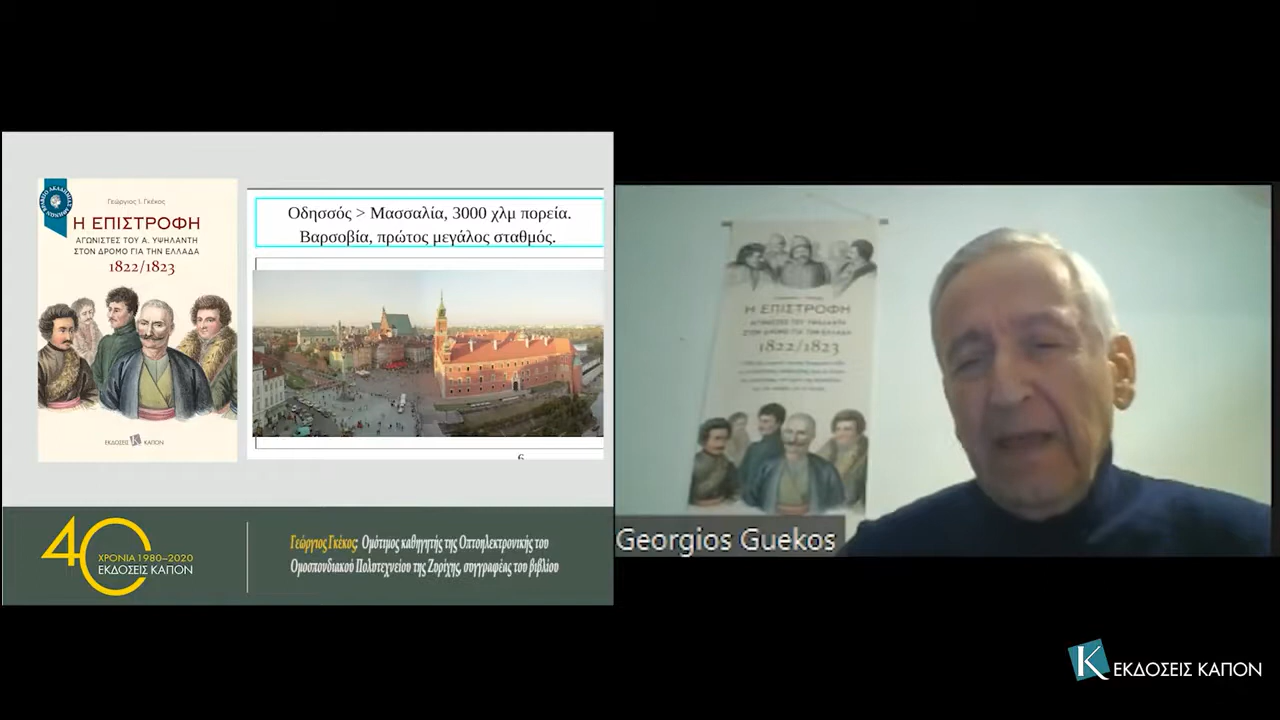 Γεώργιος Ι. Γκέκος
Η ΕΠΙΣΤΡΟΦΗ
ΑΓΩΝΙΣΤΕΣ ΤΟΥ Α. ΥΨΗΛΑΝΤΗ
ΣΤΟΝ ΔΡΟΜΟ ΓΙΑ ΤΗΝ ΕΛΛΑΔΑ
1822/1823
ΕΚΔΟΣΕΙΣ ΚΑΠΟΝ
Οδησσός > Μασσαλία, 3000 χλμ πορεία.
Βαρσοβία, πρώτος μεγάλος σταθμός.
6
40
ΧΡΟΝΙΑ 1980–2020
ΕΚΔΟΣΕΙΣ ΚΑΠΟΝ
Γεώργιος Γκέκος: Ομότιμος καθηγητής της Οπτοηλεκτρονικής του
Ομοσπονδιακού Πολυτεχνείου της Ζυρίχης, συγγραφέας του βιβλίου
Η ΕΠΙΣΤΡΟΦΗ
ΑΓΩΝΙΣΤΕΣ ΤΟΥ ΥΨΗΛΑΝΤΗ
ΣΤΟΝ ΔΡΟΜΟ ΓΙΑ ΤΗΝ ΕΛΛΑΔΑ
1822/1823
Georgios Guekos
Κ ΕΚΔΟΣΕΙΣ ΚΑΠΟΝ